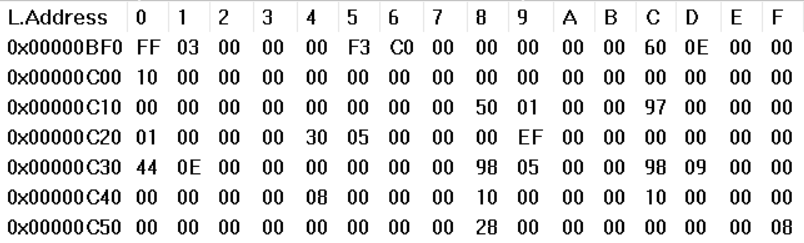 L.Address 0 1 2 3 4 5 6 7 8 9 A B C D E F
0x00000BF0 FF 03 00 00 00 F3 C0 00 00 00 00 00 60 0E 00 00
0x00000C00 10 00 00 00 00 00 00 00 00 00 00 00 00 00 00 00
0x00000C10 00 00 00 00 00 00 00 00 50 01 00 00 97 00 00 00
0x00000C20 01 00 00 00 30 05 00 00 00 EF 00 00 00 00 00 00
0x00000C30 44 0E 00 00 00 00 00 00 98 05 00 00 98 09 00 00
0x00000C40 00 00 00 00 08 00 00 00 10 00 00 00 10 00 00 00
0x00000C50 00 00 00 00 00 00 00 00 28 00 00 00 00 00 00 08